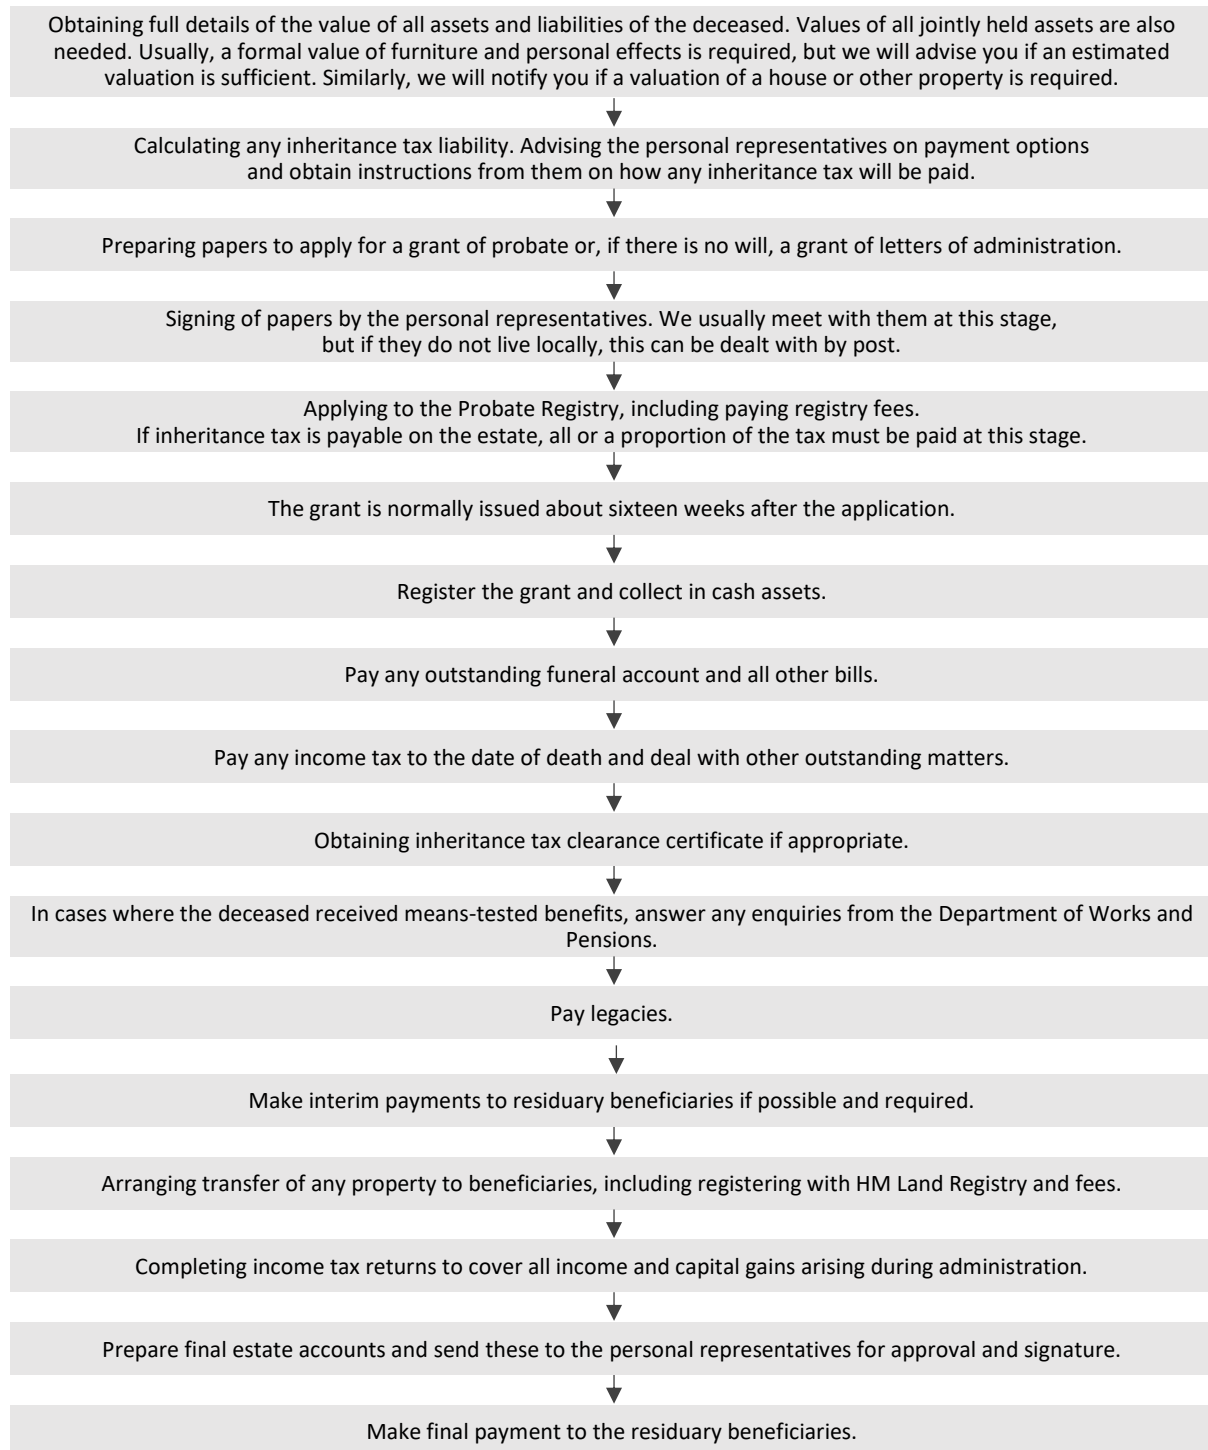 Obtaining full details of the value of all assets and liabilities of the deceased. Values of all jointly held assets are also
needed. Usually, a formal value of furniture and personal effects is required, but we will advise you if an estimated
valuation is sufficient. Similarly, we will notify you if a valuation of a house or other property is required.
Calculating any inheritance tax liability. Advising the personal representatives on payment options
and obtain instructions from them on how any inheritance tax will be paid.
Preparing papers to apply for a grant of probate or, if there is no will, a grant of letters of administration.
Signing of papers by the personal representatives. We usually meet with them at this stage,
but if they do not live locally, this can be dealt with by post.
Applying to the Probate Registry, including paying registry fees.
If inheritance tax is payable on the estate, all or a proportion of the tax must be paid at this stage.
The grant is normally issued about sixteen weeks after the application.
Register the grant and collect in cash assets.
Pay any outstanding funeral account and all other bills.
Pay any income tax to the date of death and deal with other outstanding matters.
Obtaining inheritance tax clearance certificate if appropriate.
In cases where the deceased received means-tested benefits, answer any enquiries from the Department of Works and
Pensions.
Pay legacies.
Make interim payments to residuary beneficiaries if possible and required.
Arranging transfer of any property to beneficiaries, including registering with HM Land Registry and fees.
Completing income tax returns to cover all income and capital gains arising during administration.
Prepare final estate accounts and send these to the personal representatives for approval and signature.
Make final payment to the residuary beneficiaries.